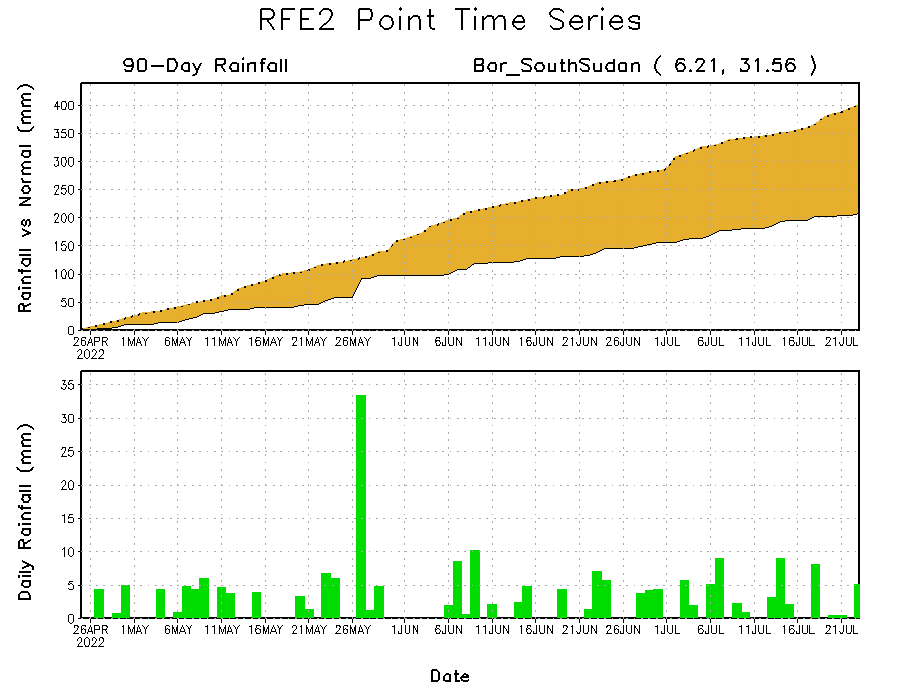 RFE2 Point Time Series
90-Day Rainfall
Bor_SouthSudan ( 6.21, 31.56 )
Rainfall vs Normal (mm)
400
350
300
250
200
150
100
50
0
26APR 1MAY 6MAY 11MAY 16MAY 21MAY 26MAY 1JUN 6JUN 11JUN 16JUN 21JUN 26JUN 1JUL 6JUL 11JUL 16JUL 21JUL
2022
Daily Rainfall (mm)
35
30
25
20
15
10
5
0
26APR 1MAY 6MAY 11MAY 16MAY 21MAY 26MAY 1JUN 6JUN 11JUN 16JUN 21JUN 26JUN 1JUL 6JUL 11JUL 16JUL 21JUL
2022
Date